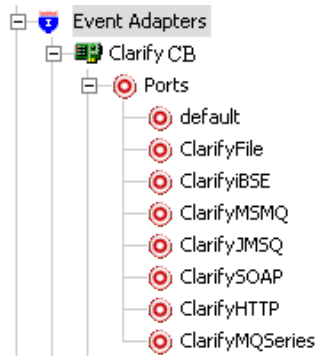 Event Adapters
Clarify CB
Ports
default
ClarifyFile
ClarifyiBSE
ClarifyMSMQ
ClarifyJMSQ
ClarifySOAP
ClarifyHTTP
ClarifyMQSeries